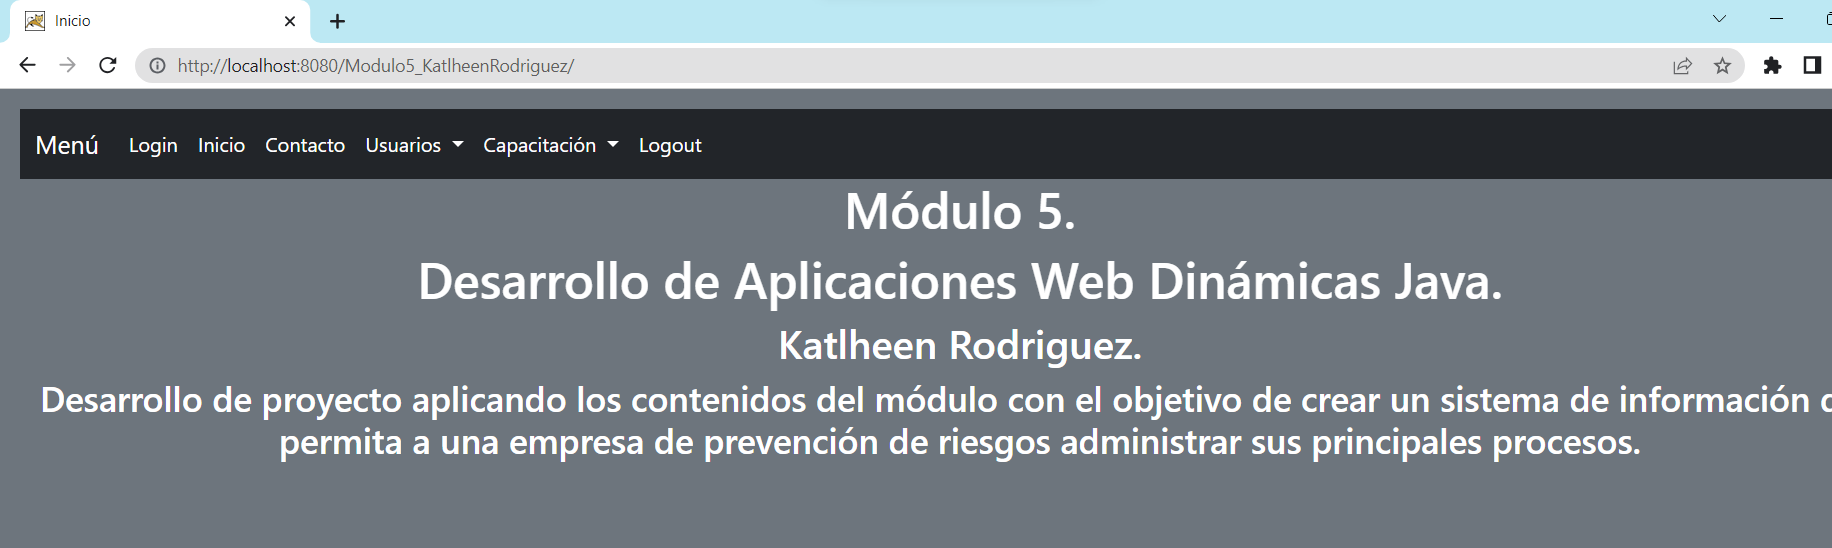 Inicio
http://localhost:8080/Modulo5_KatlheenRodriguez/
Menú Login Inicio Contacto Usuarios Capacitación Logout
Módulo 5.
Desarrollo de Aplicaciones Web Dinámicas Java.
Katlheen Rodriguez.
Desarrollo de proyecto aplicando los contenidos del módulo con el objetivo de crear un sistema de información
permita a una empresa de prevención de riesgos administrar sus principales procesos.